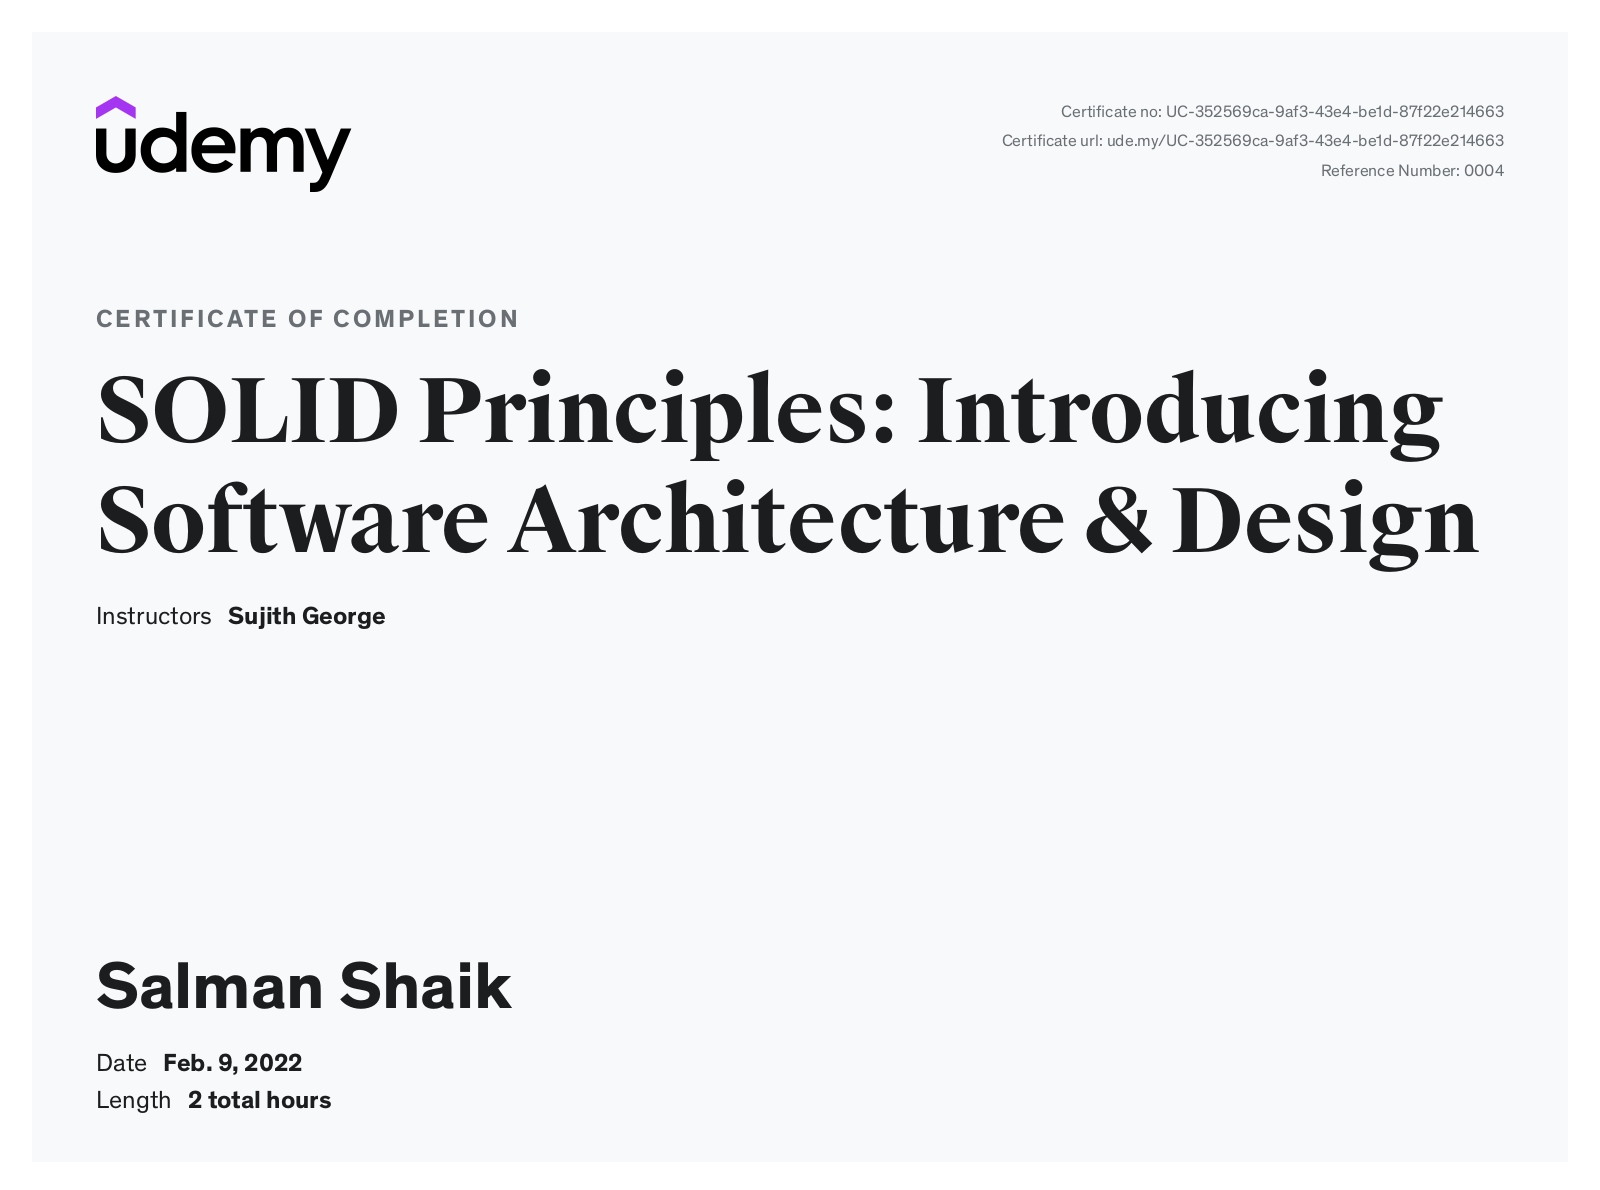 udemy
Certificate no: UC-352569ca-9af3-43e4-be1d-87f22e214663
Certificate url: ude.my/UC-352569ca-9af3-43e4-be1d-87f22e214663
Reference Number: 0004
CERTIFICATE OF COMPLETION
SOLID Principles: Introducing
Software Architecture & Design
Instructors Sujith George
Salman Shaik
Date Feb. 9, 2022
Length 2 total hours